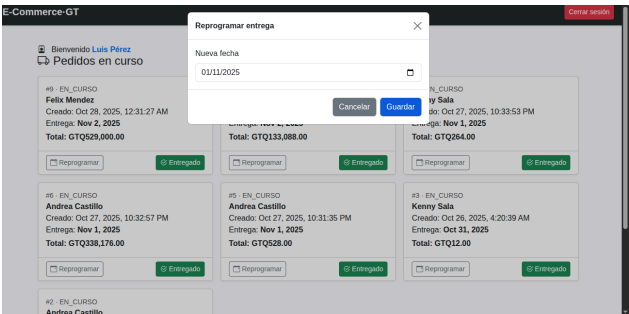 E-Commerce-GT
Cerrar sesión
Reprogramar entrega
Nueva fecha
01/11/2025
Cancelar
Guardar
Bienvenido Luis Pérez
Pedidos en curso
#9 - EN_CURSO
Felix Mendez
Creado: Oct 28, 2025, 12:31:27 AM
Entrega: Nov 2, 2025
Total: GTQ529,000.00
Reprogramar
Entregado
Total: GTQ133,088.00
Reprogramar
Entregado
N_CURSO
ny Sala
do: Oct 27, 2025, 10:33:53 PM
Nov 1, 2025
Total: GTQ264.00
Reprogramar
Entregado
#6 - EN_CURSO
Andrea Castillo
Creado: Oct 27, 2025, 10:32:57 PM
Entrega: Nov 1, 2025
Total: GTQ338,176.00
Reprogramar
Entregado
#5 - EN_CURSO
Andrea Castillo
Creado: Oct 27, 2025, 10:31:35 PM
Entrega: Nov 1, 2025
Total: GTQ528.00
Reprogramar
Entregado
#3 - EN_CURSO
Kenny Sala
Creado: Oct 26, 2025, 4:20:39 AM
Entrega: Oct 31, 2025
Total: GTQ12.00
Reprogramar
Entregado
#2 - EN_CURSO
Andrea Castillo